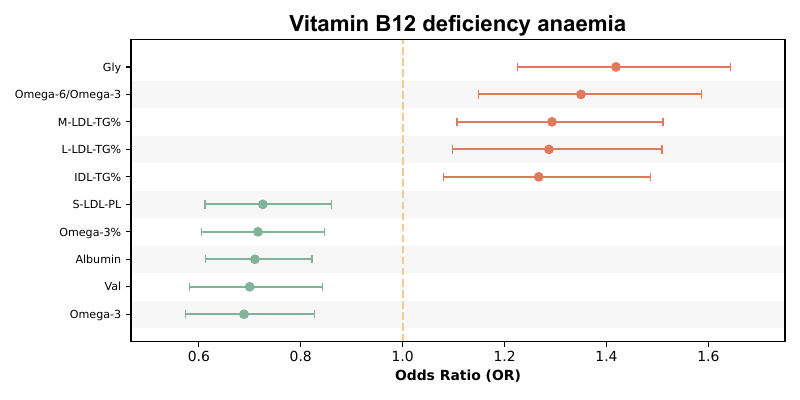 Vitamin B12 deficiency anaemia
Gly
Omega-6/Omega-3
M-LDL-TG%
L-LDL-TG%
IDL-TG%
S-LDL-PL
Omega-3%
Albumin
Val
Omega-3
0.6 0.8 1.0 1.2 1.4 1.6
Odds Ratio (OR)